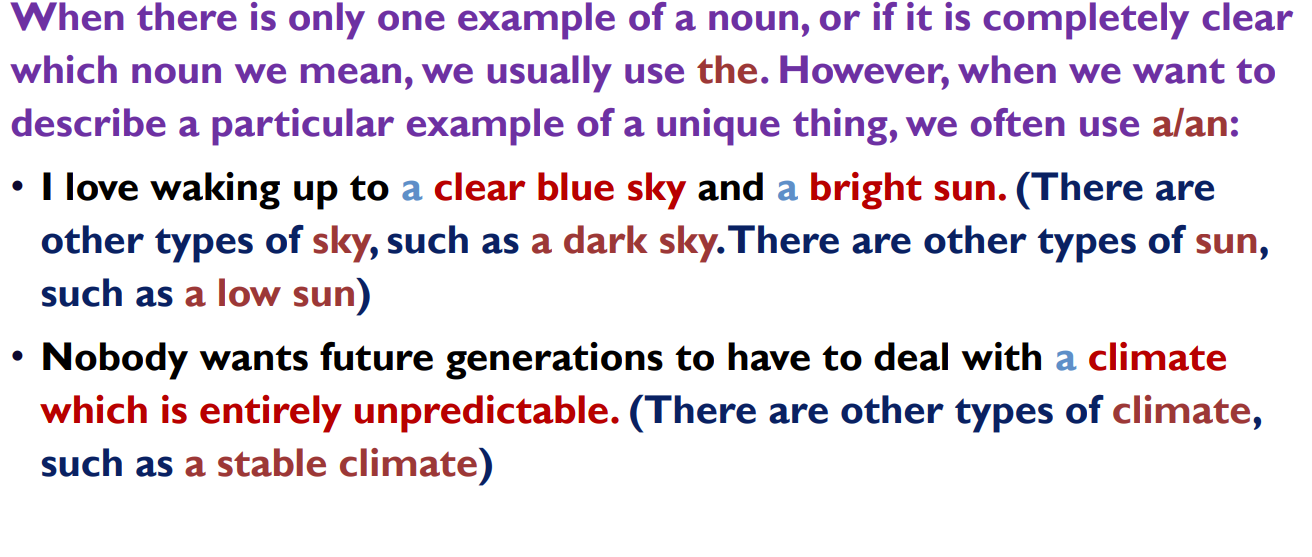 When there is only one example of a noun, or if it is completely clear
which noun we mean, we usually use the. However, when we want to
describe a particular example of a unique thing, we often use a/an:
• I love waking up to a clear blue sky and a bright sun. (There are
other types of sky, such as a dark sky. There are other types of sun,
such as a low sun)
• Nobody wants future generations to have to deal with a climate
which is entirely unpredictable. (There are other types of climate,
such as a stable climate)